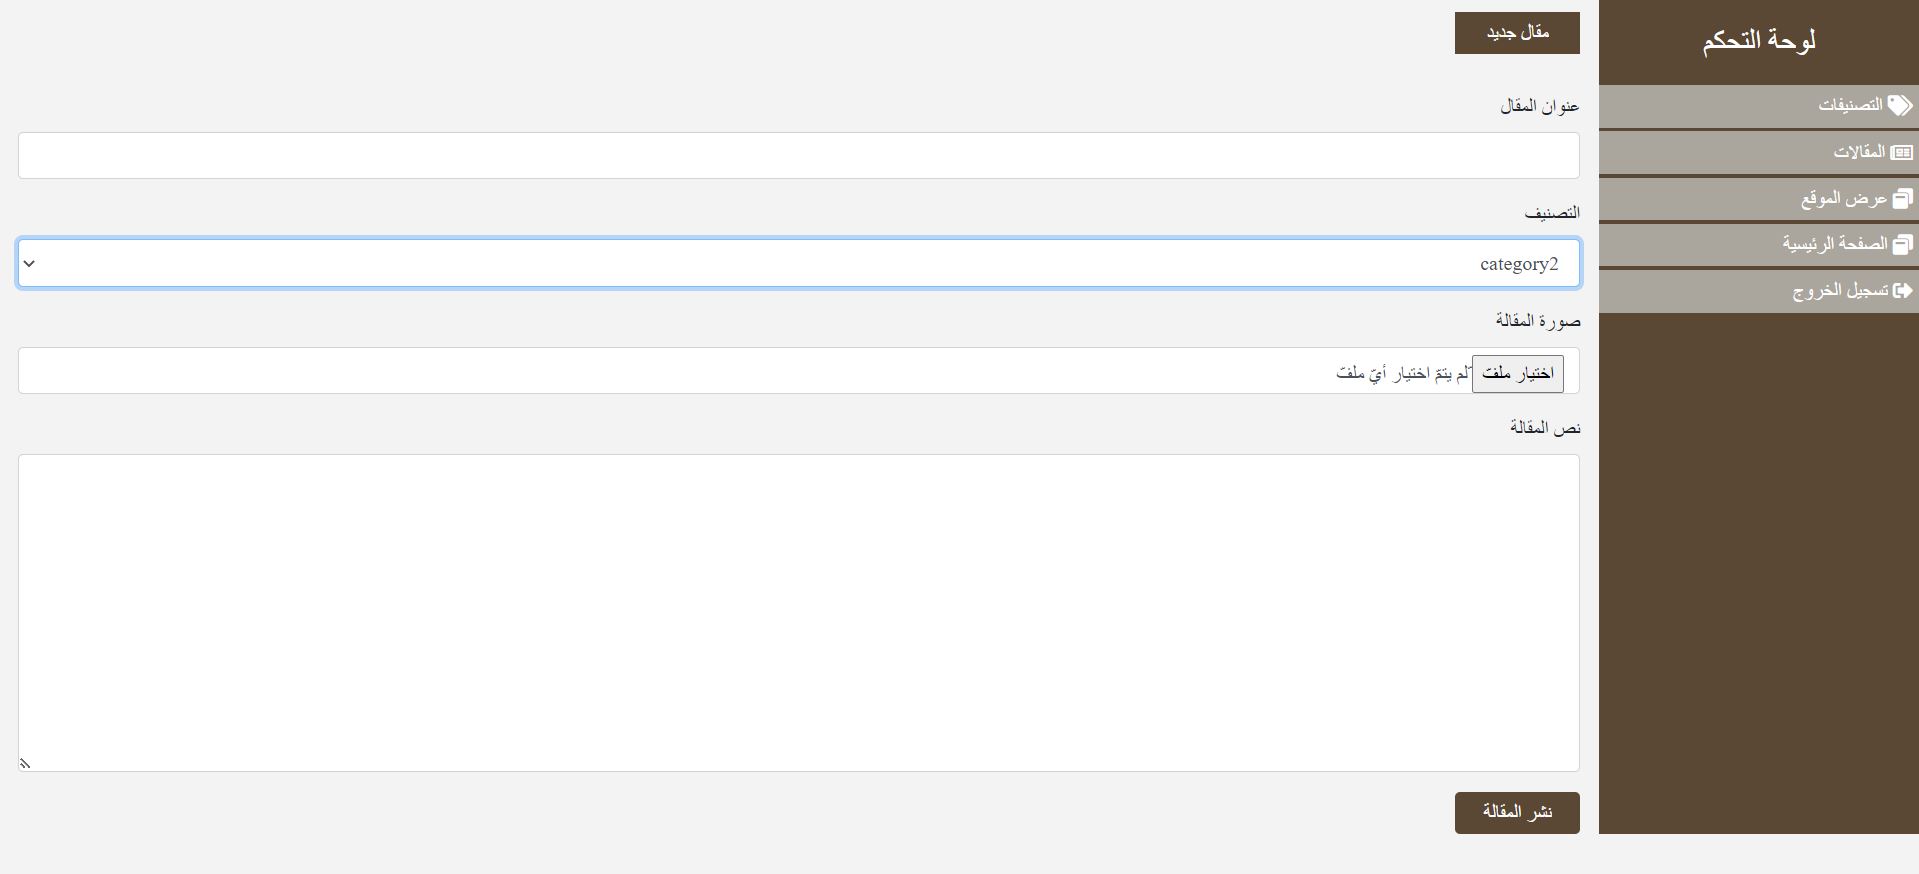 لوحة التحكم
التصنيفات
المقالات
عرض الموقع
الصفحة الرئيسية
تسجيل الخروج
مقال جديد
عنوان المقال
التصنيف
category2
صورة المقالة
اختيار ملفّ لم يتمّ اختيار أيّ ملفّ
نص المقالة
نشر المقالة